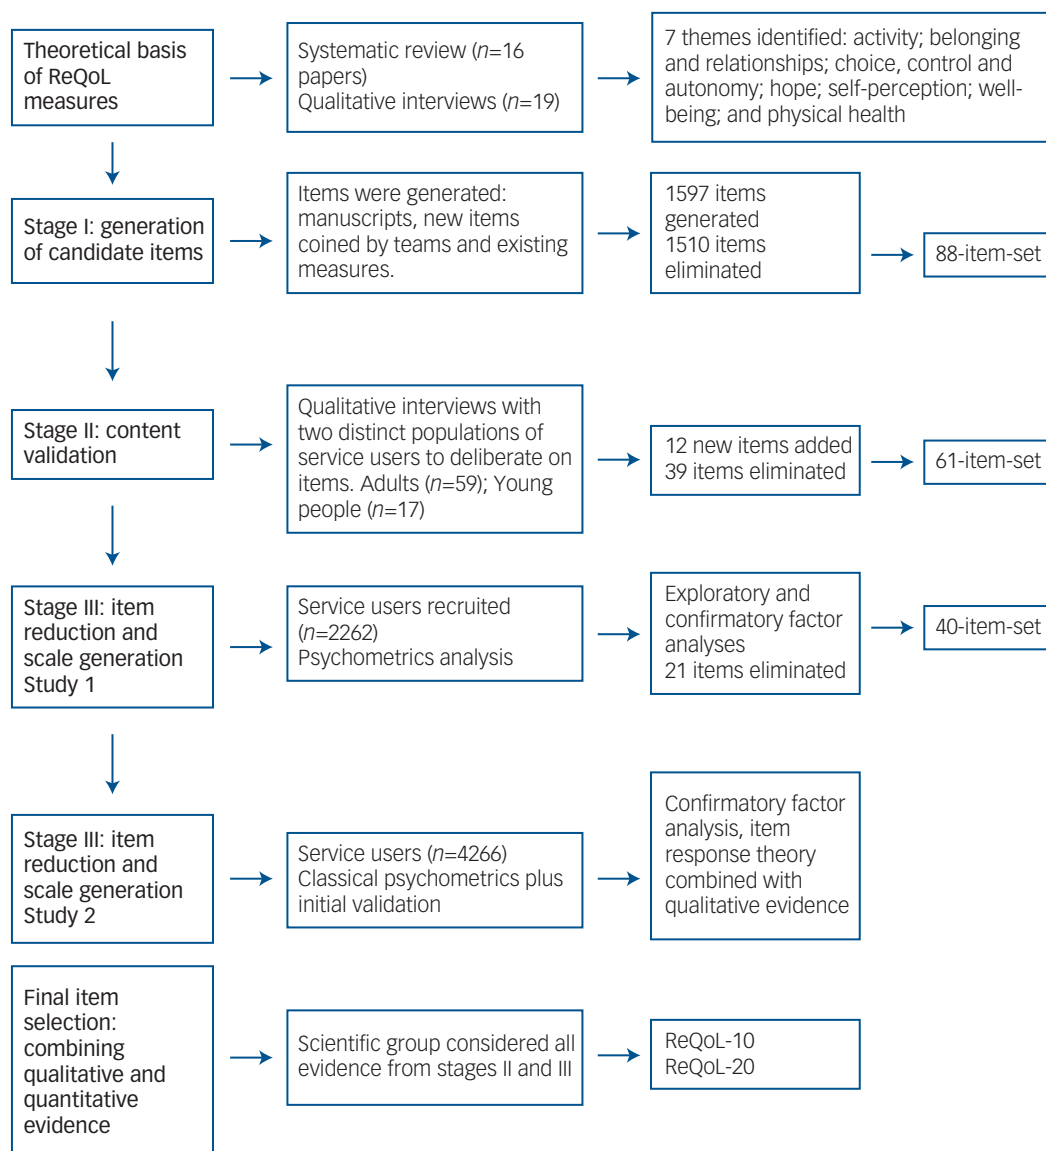 Theoretical basis
of ReQoL
measures
Systematic review (n=16
papers)
Qualitative interviews (n=19)
7 themes identified: activity; belonging
and relationships; choice, control and
autonomy; hope; self-perception; well-
being; and physical health
Stage I: generation
of candidate items
Items were generated:
manuscripts, new items
coined by teams and existing
measures.
1597 items
generated
1510 items
eliminated
88-item-set
Stage II: content
validation
Qualitative interviews with
two distinct populations of
service users to deliberate on
items. Adults (n=59); Young
people (n=17)
12 new items added
39 items eliminated
61-item-set
Stage III: item
reduction and
scale generation
Study 1
Service users recruited
(n=2262)
Psychometrics analysis
Exploratory and
confirmatory factor
analyses
21 items eliminated
40-item-set
Stage III: item
reduction and
scale generation
Study 2
Service users (n=4266)
Classical psychometrics plus
initial validation
Confirmatory factor
analysis, item
response theory
combined with
qualitative evidence
Final item
selection:
combining
qualitative and
quantitative
evidence
Scientific group considered all
evidence from stages II and III
ReQoL-10
ReQoL-20